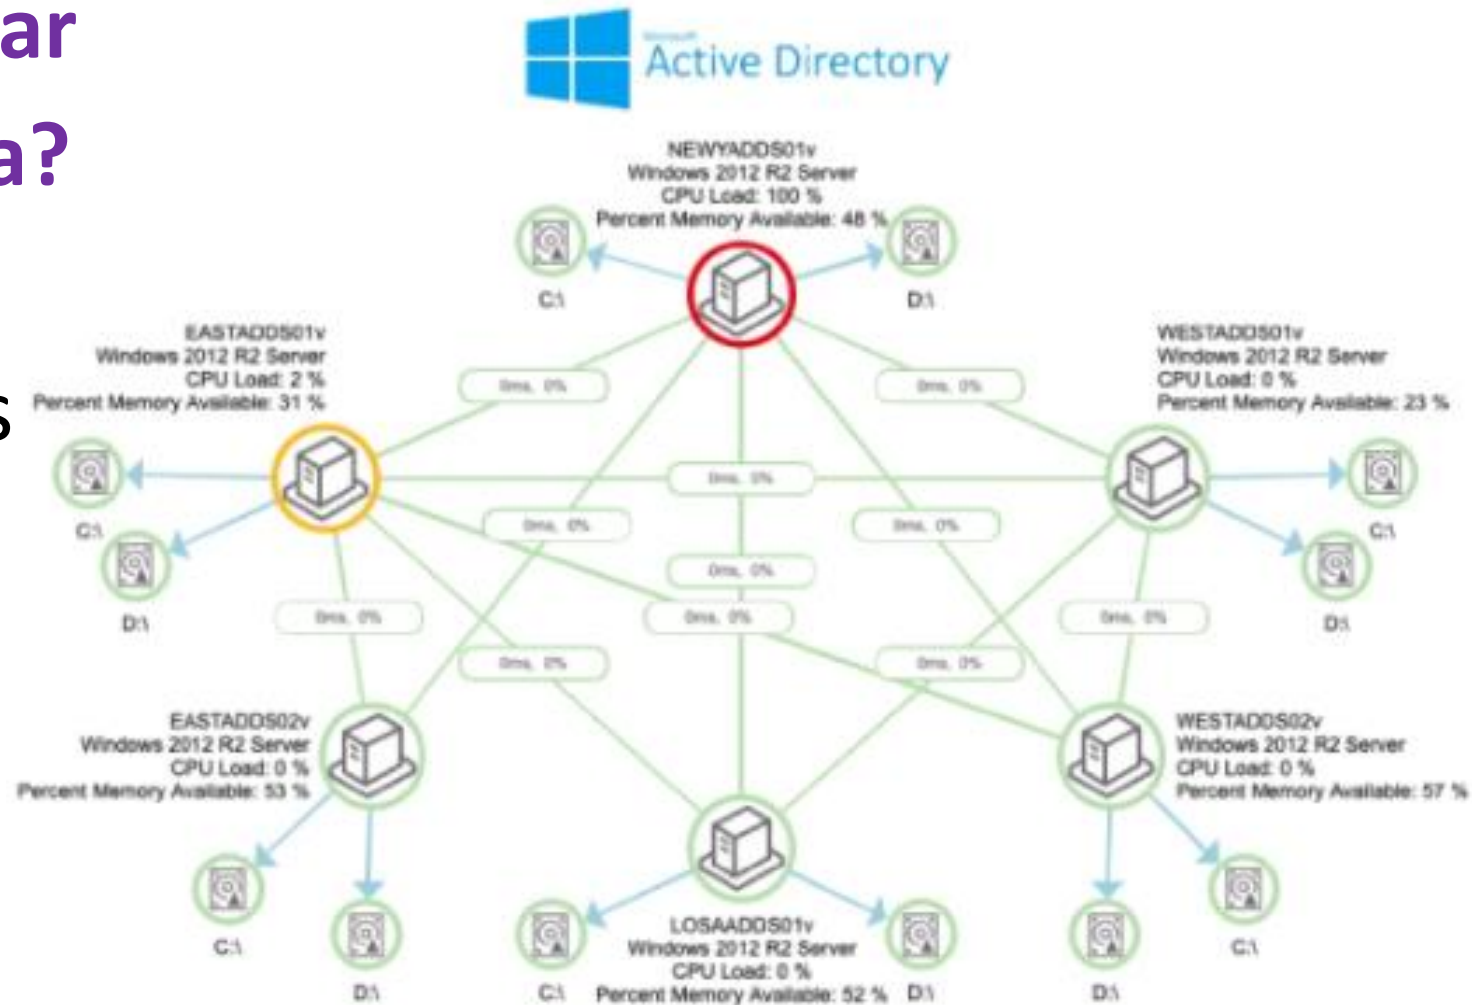 ar
a?
s
Microsoft
Active Directory
NEWYADDS01v
Windows 2012 R2 Server
CPU Load: 100 %
Percent Memory Available: 48 %
C:\
D:\
EASTADDS01v
Windows 2012 R2 Server
CPU Load: 2 %
Percent Memory Available: 31 %
C:\
D:\
WESTADDS01v
Windows 2012 R2 Server
CPU Load: 0 %
Percent Memory Available: 23 %
C:\
D:\
0ms, 0%
0ms, 0%
0ms, 0%
0ms, 0%
0ms, 0%
0ms, 0%
0ms, 0%
0ms, 0%
0ms, 0%
0ms, 0%
0ms, 0%
EASTADDS02v
Windows 2012 R2 Server
CPU Load: 0 %
Percent Memory Available: 53 %
C:\
D:\
LOSAADDS01v
Windows 2012 R2 Server
CPU Load: 0 %
Percent Memory Available: 52 %
C:\
D:\
WESTADDS02v
Windows 2012 R2 Server
CPU Load: 0 %
Percent Memory Available: 57 %
D:\
C:\